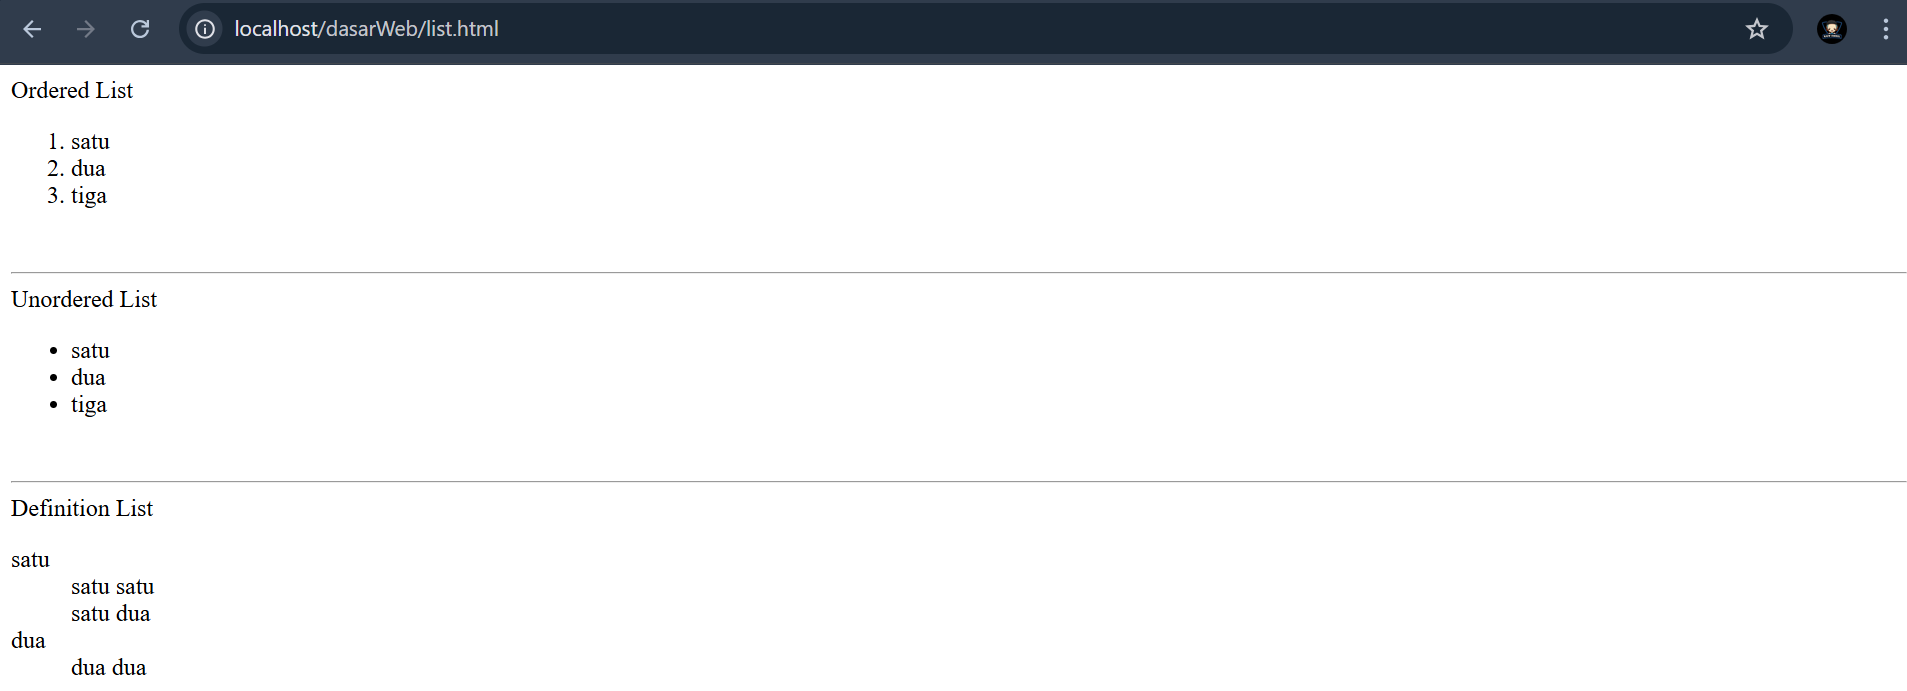 localhost/dasarWeb/list.html
Ordered List
1. satu
2. dua
3. tiga
Unordered List
• satu
• dua
• tiga
Definition List
satu
satu satu
satu dua
dua
dua dua